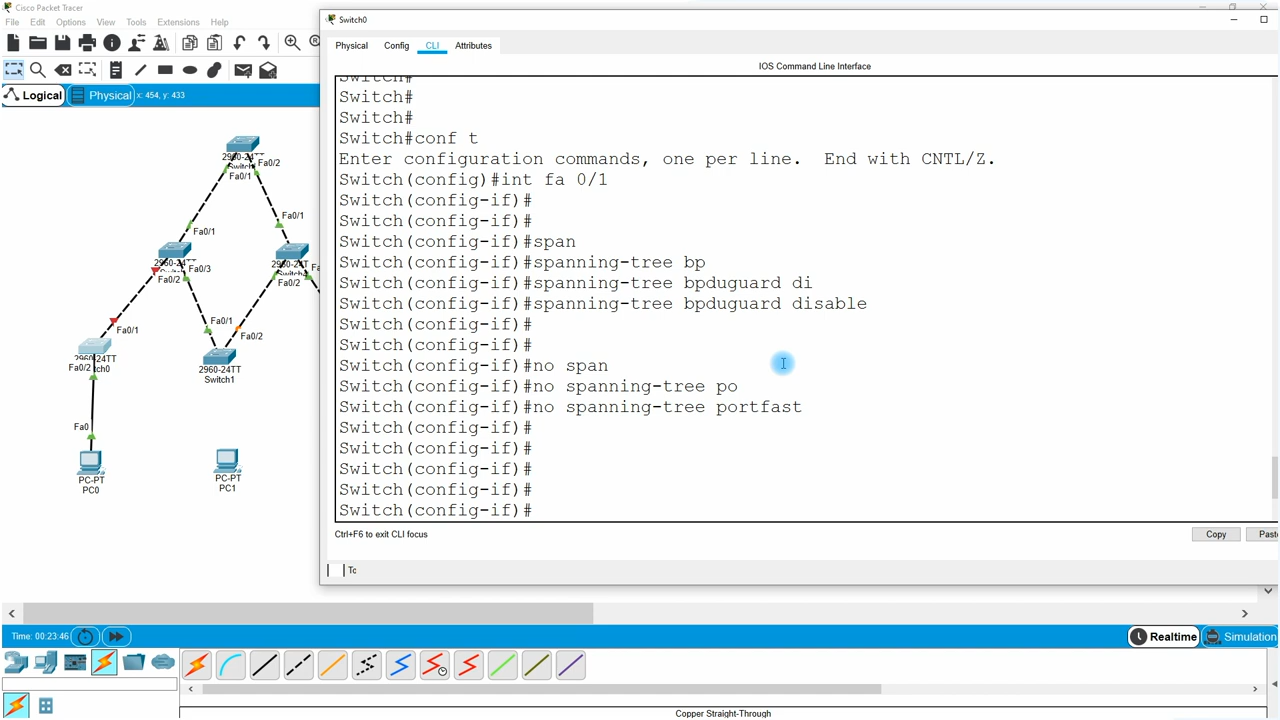 Cisco Packet Tracer
File Edit Options View Tools Extensions Help
Logical Physical x: 454, y: 433
2960-24TT
Fa0/2
Fa0/1
Fa0/1
Fa0/1
Fa0/3
Fa0/2
Fa0/2
Fa0/1
Fa0/1
Fa0/2
2960-24TT
Fa0/2
2960-24TT
Switch1
Fa0
PC-PT
PC0
PC-PT
PC1
Switch0
Physical Config CLI Attributes
IOS Command Line Interface
Switch#
Switch#
Switch#
Switch#conf t
Enter configuration commands, one per line. End with CNTL/Z.
Switch(config)#int fa 0/1
Switch(config-if)#
Switch(config-if)#
Switch(config-if)#span
Switch(config-if)#spanning-tree bp
Switch(config-if)#spanning-tree bpduguard di
Switch(config-if)#spanning-tree bpduguard disable
Switch(config-if)#
Switch(config-if)#
Switch(config-if)#no span
Switch(config-if)#no spanning-tree po
Switch(config-if)#no spanning-tree portfast
Switch(config-if)#
Switch(config-if)#
Switch(config-if)#
Switch(config-if)#
Switch(config-if)#
Ctrl+F6 to exit CLI focus
Copy Paste
Time: 00:23:46
Realtime Simulation
Copper Straight-Through